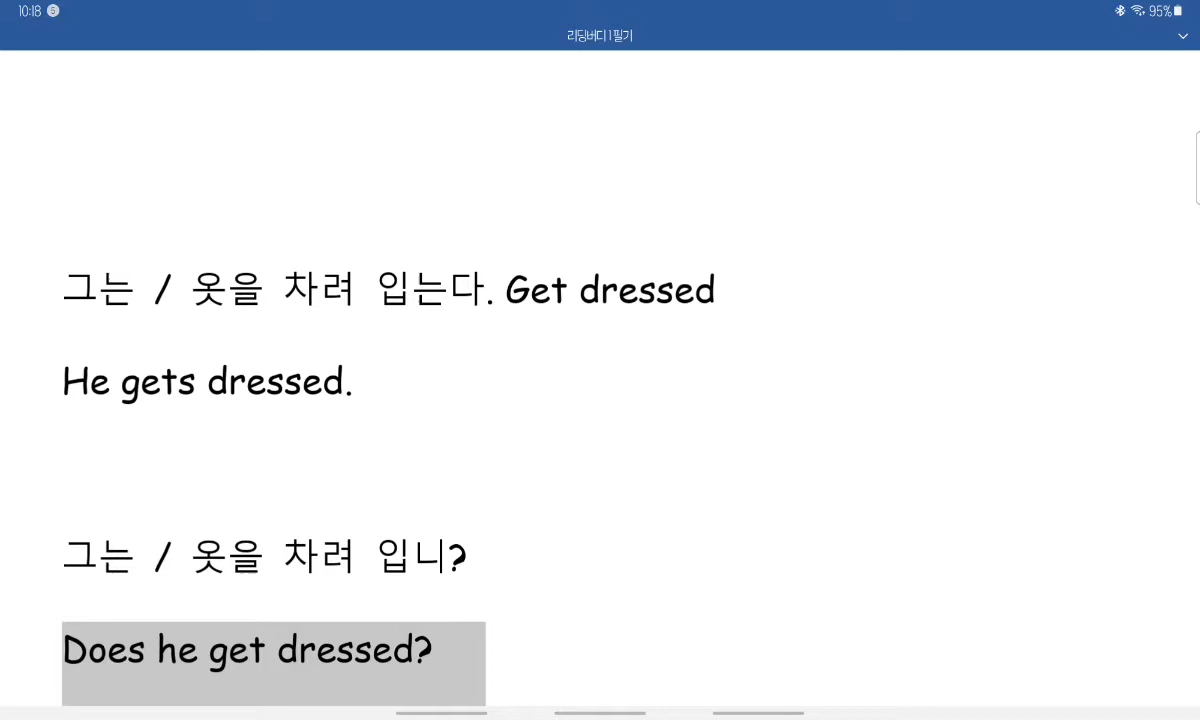 10:18 S 95%
리딩버디1필기
그는 / 옷을 차려 입는다. Get dressed
He gets dressed.
그는 / 옷을 차려 입니?
Does he get dressed?